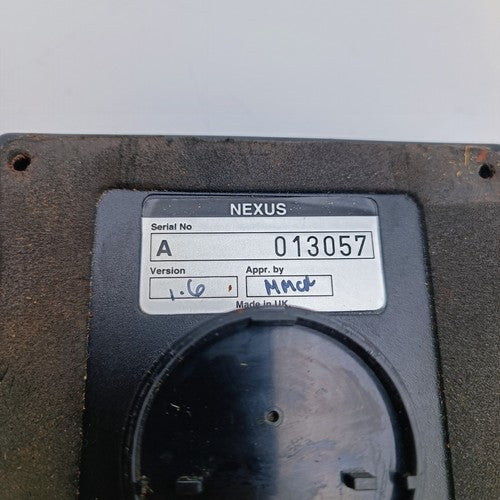 NEXUS
Serial No
A 013057
Version Appr. by
1.6
Made in UK